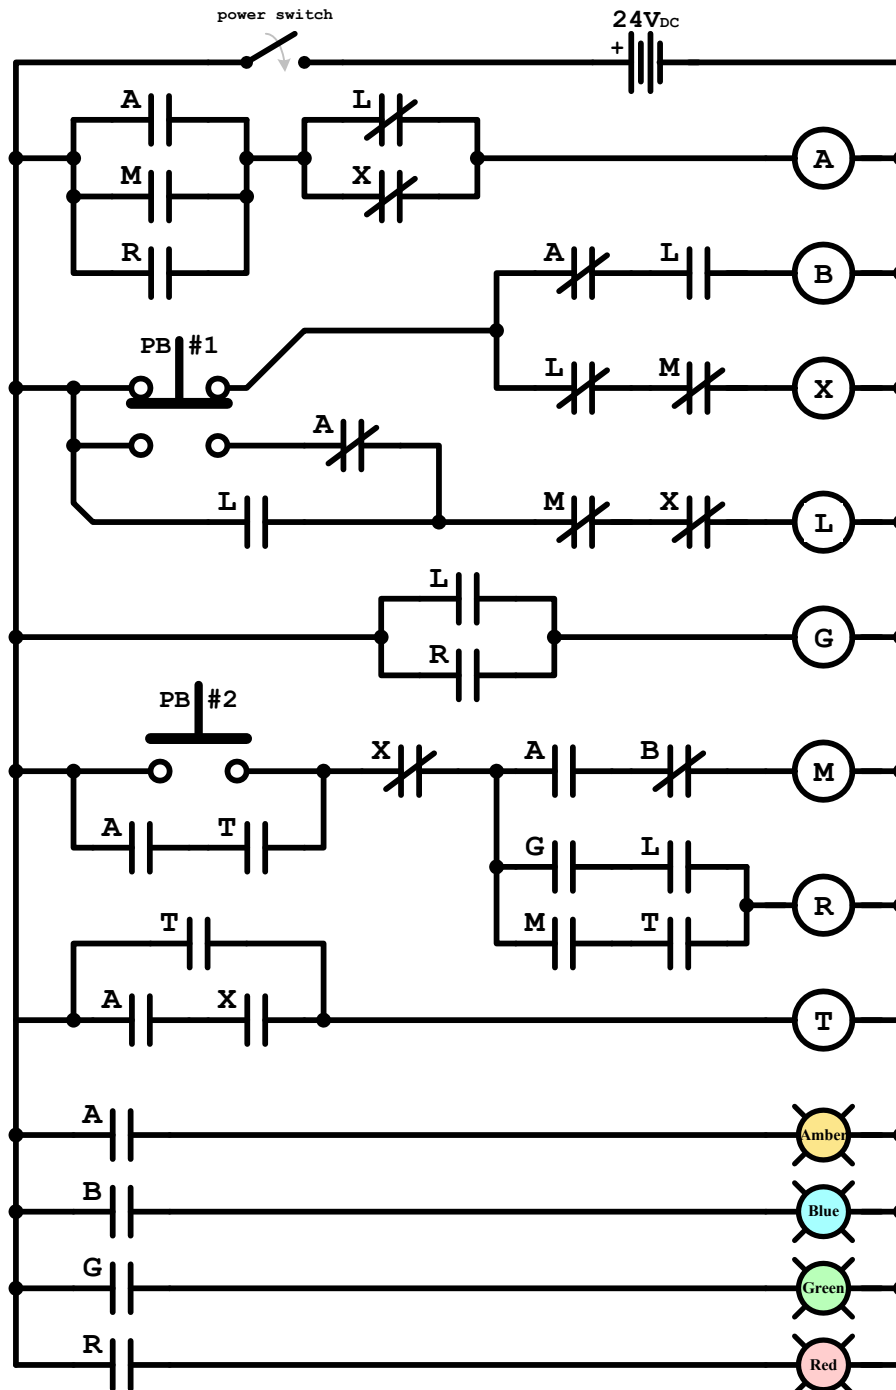 power switch
24VDC
+
A L
M X
A
R
A L
B
PB #1
L M
X
A
L M X
L
L
G
R
PB #2
X A B
M
A T
G L
R
T M T
A X
T
A
Amber
B
Blue
G
Green
R
Red